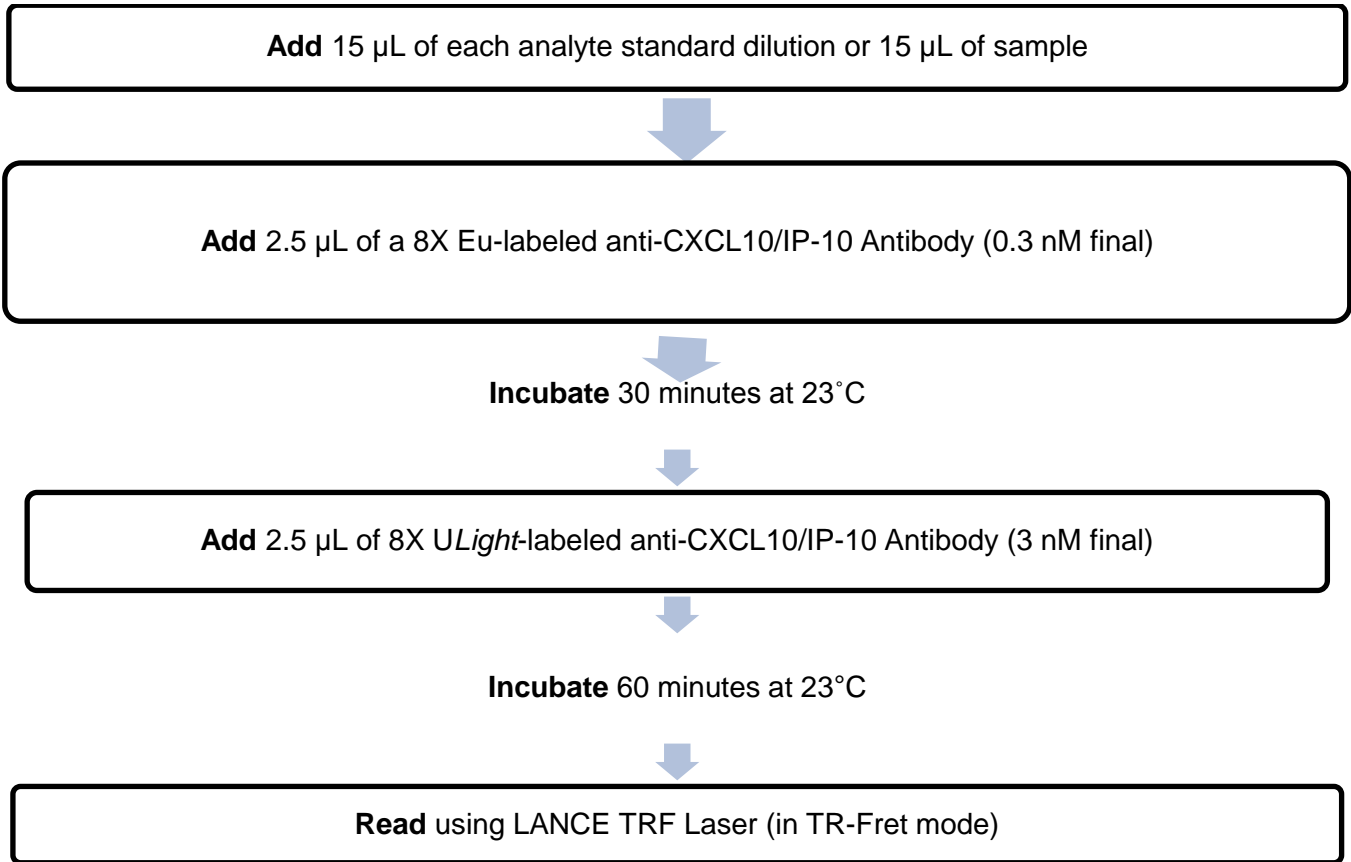 Add 15 µL of each analyte standard dilution or 15 µL of sample
Add 2.5 µL of a 8X Eu-labeled anti-CXCL10/IP-10 Antibody (0.3 nM final)
Incubate 30 minutes at 23˚C
Add 2.5 µL of 8X ULight-labeled anti-CXCL10/IP-10 Antibody (3 nM final)
Incubate 60 minutes at 23°C
Read using LANCE TRF Laser (in TR-Fret mode)